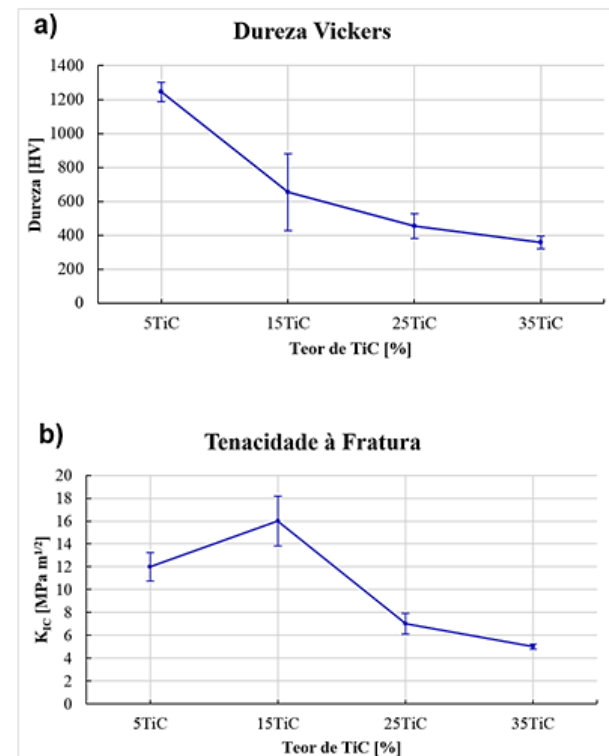 a)
Dureza Vickers
1400
1200
1000
800
600
400
200
0
Dureza [HV]
5TiC 15TiC 25TiC 35TiC
Teor de TiC [%]
b)
Tenacidade à Fratura
20
18
16
14
12
10
8
6
4
2
0
K_IC [MPa m¹/²]
5TiC 15TiC 25TiC 35TiC
Teor de TiC [%]